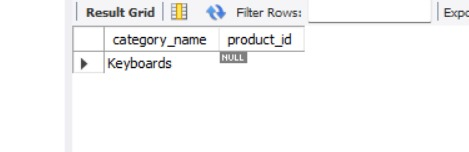 Result Grid Filter Rows: Expo
category_name product_id
Keyboards NULL